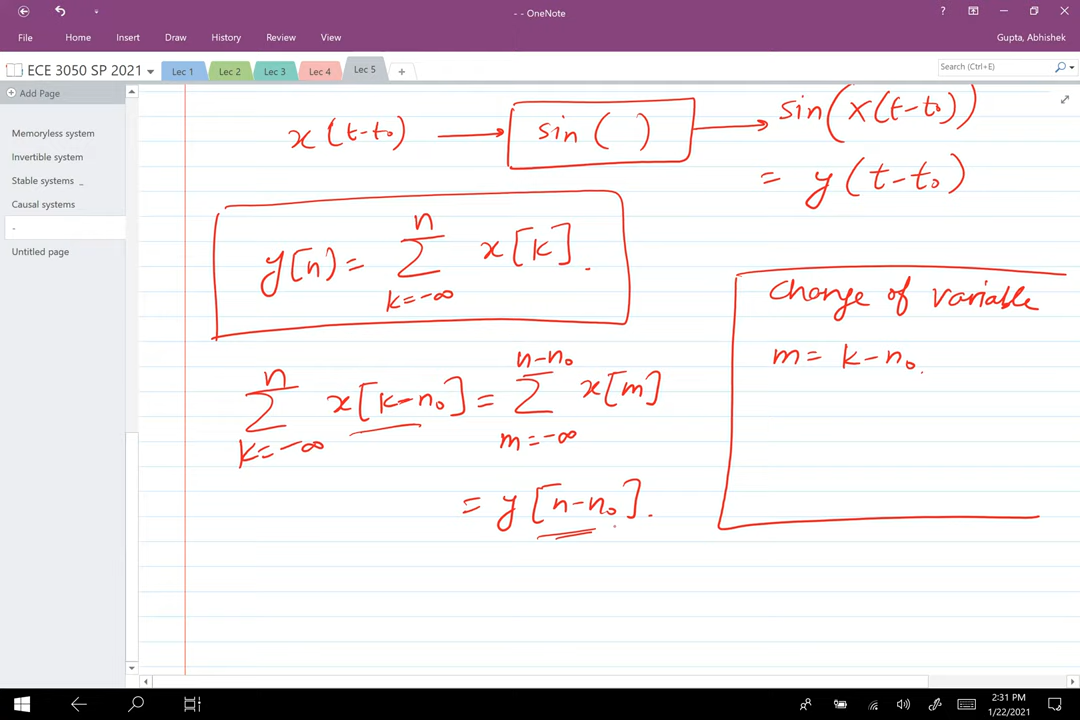 - - OneNote
File Home Insert Draw History Review View
Gupta, Abhishek
ECE 3050 SP 2021
Lec 1 Lec 2 Lec 3 Lec 4 Lec 5 +
Search (Ctrl+E)
Add Page
Memoryless system
Invertible system
Stable systems _
Causal systems
-
Untitled page
x(t-t₀) → sin ( ) → sin(x(t-t₀))
= y(t-t₀)
y[n) = Σ_{k=-∞}^{n} x[k].
Change of variable
m = k-n₀.
Σ_{k=-∞}^{n} x[k-n₀] = Σ_{m=-∞}^{n-n₀} x[m]
= y[n-n₀].
2:31 PM
1/22/2021